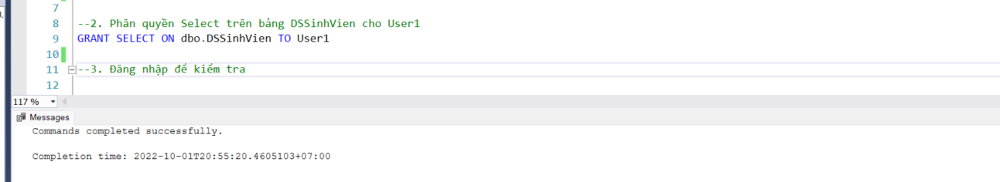 7
8 --2. Phân quyền Select trên bảng DSSinhVien cho User1
9 GRANT SELECT ON dbo.DSSinhVien TO User1
10
11 --3. Đăng nhập để kiểm tra
12
117 %
Messages
Commands completed successfully.
Completion time: 2022-10-01T20:55:20.4605103+07:00